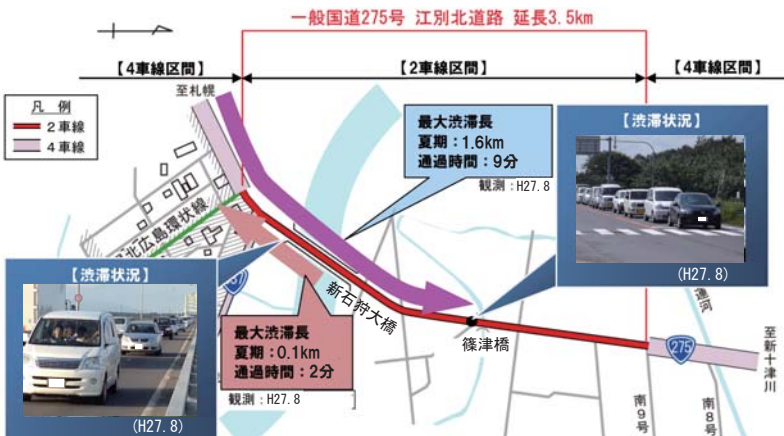 一般国道275号 江別北道路 延長3.5km
【4車線区間】
【2車線区間】
【4車線区間】
至札幌
凡 例
2車線
4車線
最大渋滞長
夏期：1.6km
通過時間：9分
観測：H27.8
【渋滞状況】
(H27.8)
北広島環状線
【渋滞状況】
(H27.8)
最大渋滞長
夏期：0.1km
通過時間：2分
観測：H27.8
新石狩大橋
篠津橋
運河
275
至新十津川
南9号
南8号